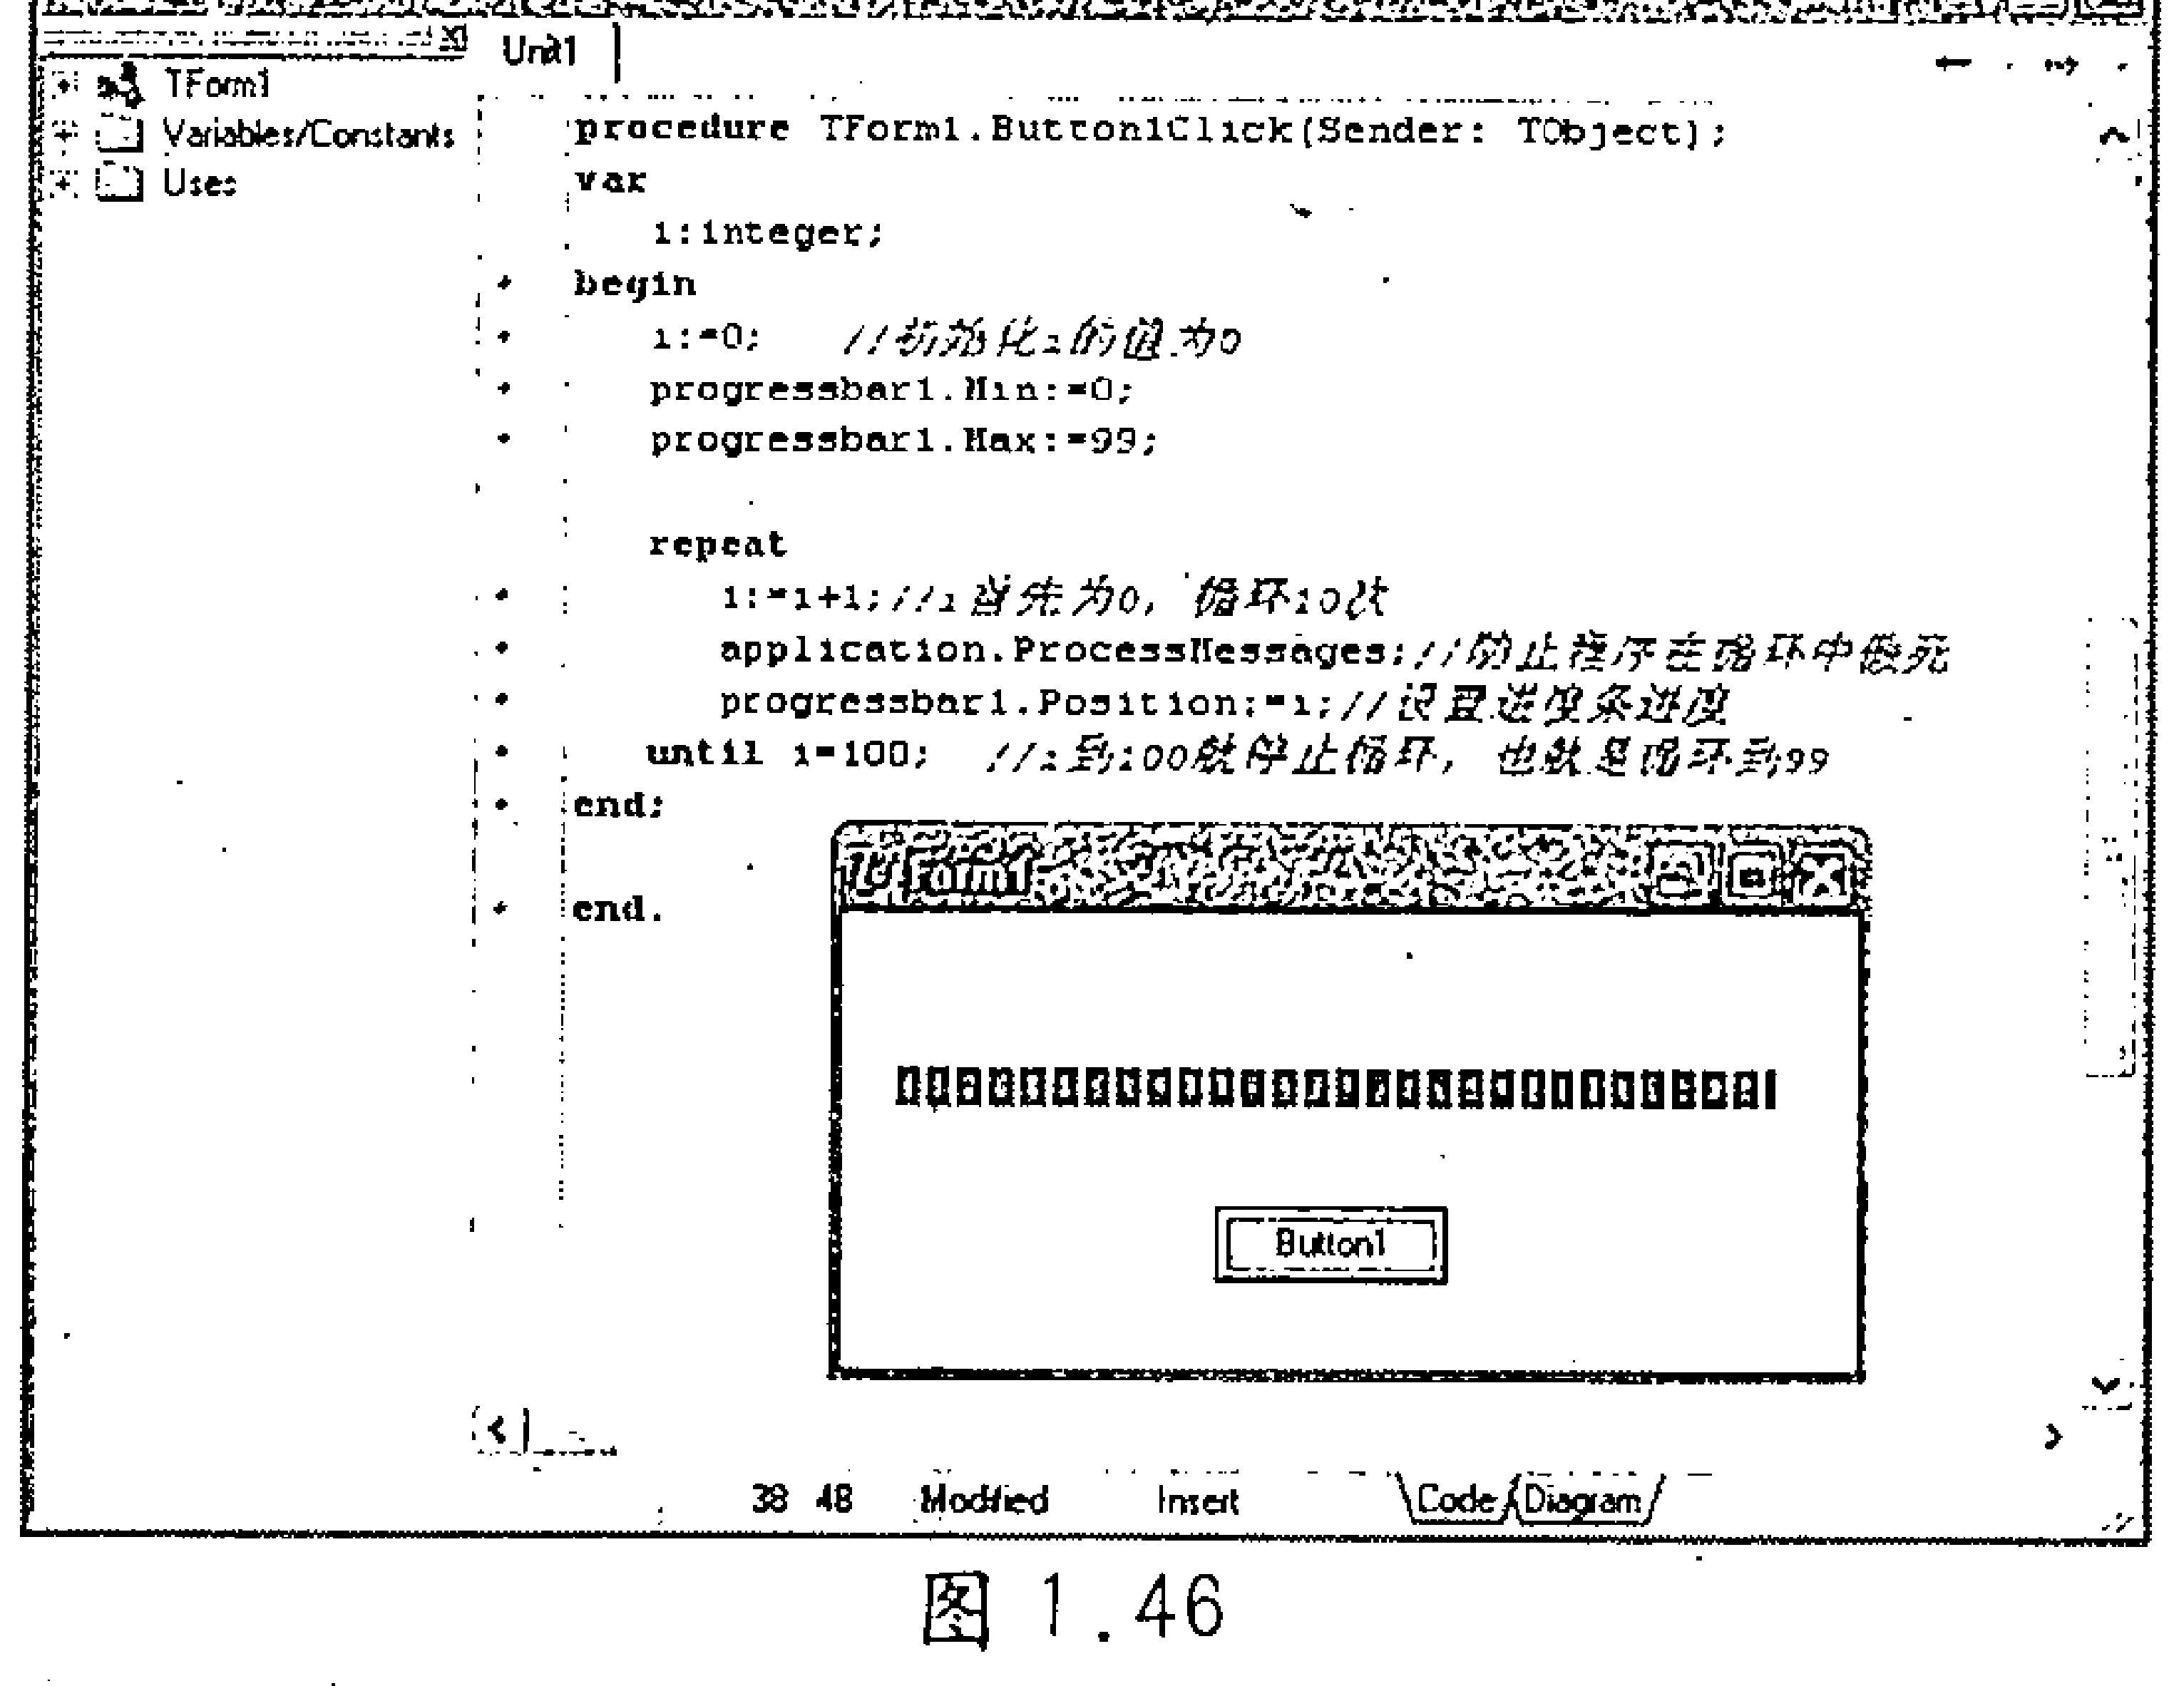 Unit1
TForm1
Variables/Constants
Uses
procedure TForm1.Button1Click(Sender: TObject);
var
i:integer;
begin
i:=0; //初始化i的值为0
progressbar1.Min:=0;
progressbar1.Max:=99;
repeat
i:=i+1;//i首先为0, 循环10次
application.ProcessMessages;//防止程序在循环中假死
progressbar1.Position:=i;//设置进度条进度
until i=100; //i到100就停止循环, 也就是循环到99
end;
end.
Form1
Button1
38 48 Modified Insert Code Diagram
图 1.46